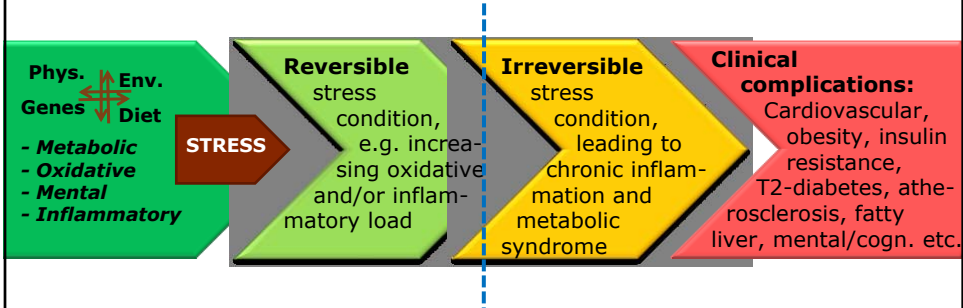 Phys.
Env.
Genes
Diet
- Metabolic
- Oxidative
- Mental
- Inflammatory
STRESS
Reversible
stress
condition,
e.g. increa-
sing oxidative
and/or inflam-
matory load
Irreversible
stress
condition,
leading to
chronic inflam-
mation and
metabolic
syndrome
Clinical
complications:
Cardiovascular,
obesity, insulin
resistance,
T2-diabetes, athe-
rosclerosis, fatty
liver, mental/cogn. etc.